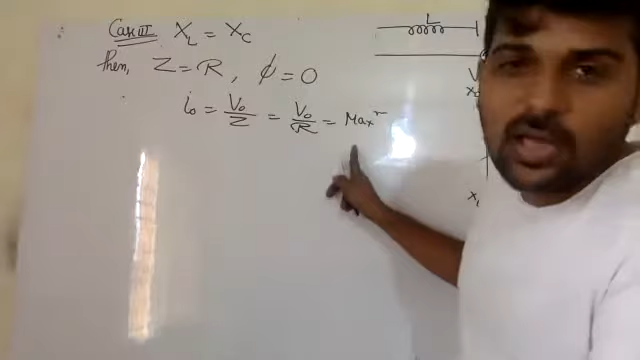 Case III X_L = X_C
then, Z = R, ϕ = 0
i₀ = V₀/Z = V₀/R = Maxᵐ
L
V